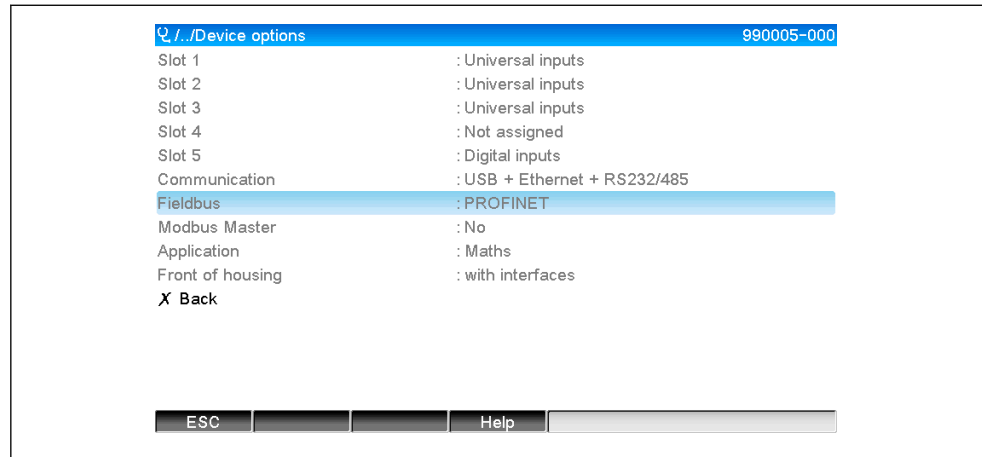 /../Device options 990005-000
Slot 1 : Universal inputs
Slot 2 : Universal inputs
Slot 3 : Universal inputs
Slot 4 : Not assigned
Slot 5 : Digital inputs
Communication : USB + Ethernet + RS232/485
Fieldbus : PROFINET
Modbus Master : No
Application : Maths
Front of housing : with interfaces
X Back
ESC Help